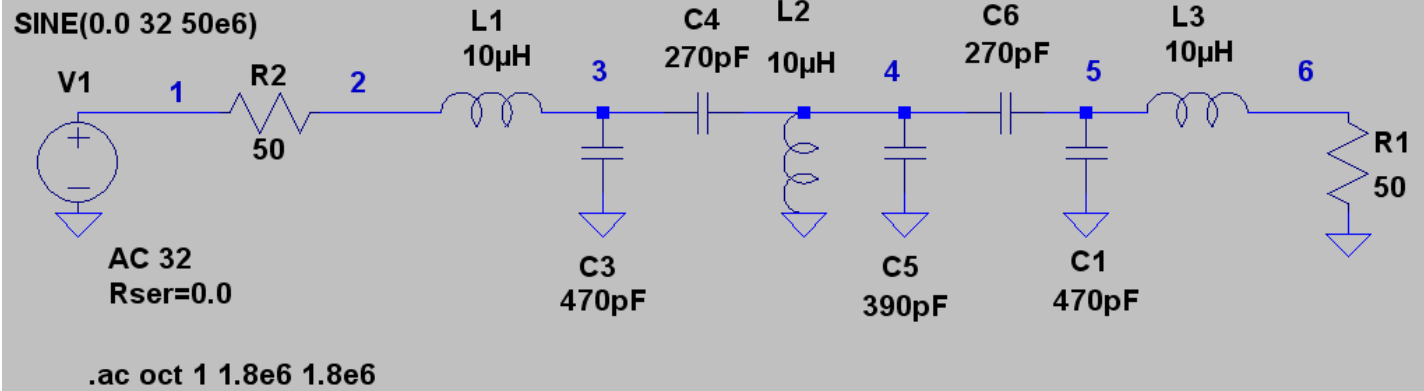 SINE(0.0 32 50e6)
V1
1
R2
50
2
L1
10µH
3
C4
270pF
L2
10µH
4
C6
270pF
5
L3
10µH
6
R1
50
AC 32
Rser=0.0
C3
470pF
C5
390pF
C1
470pF
.ac oct 1 1.8e6 1.8e6